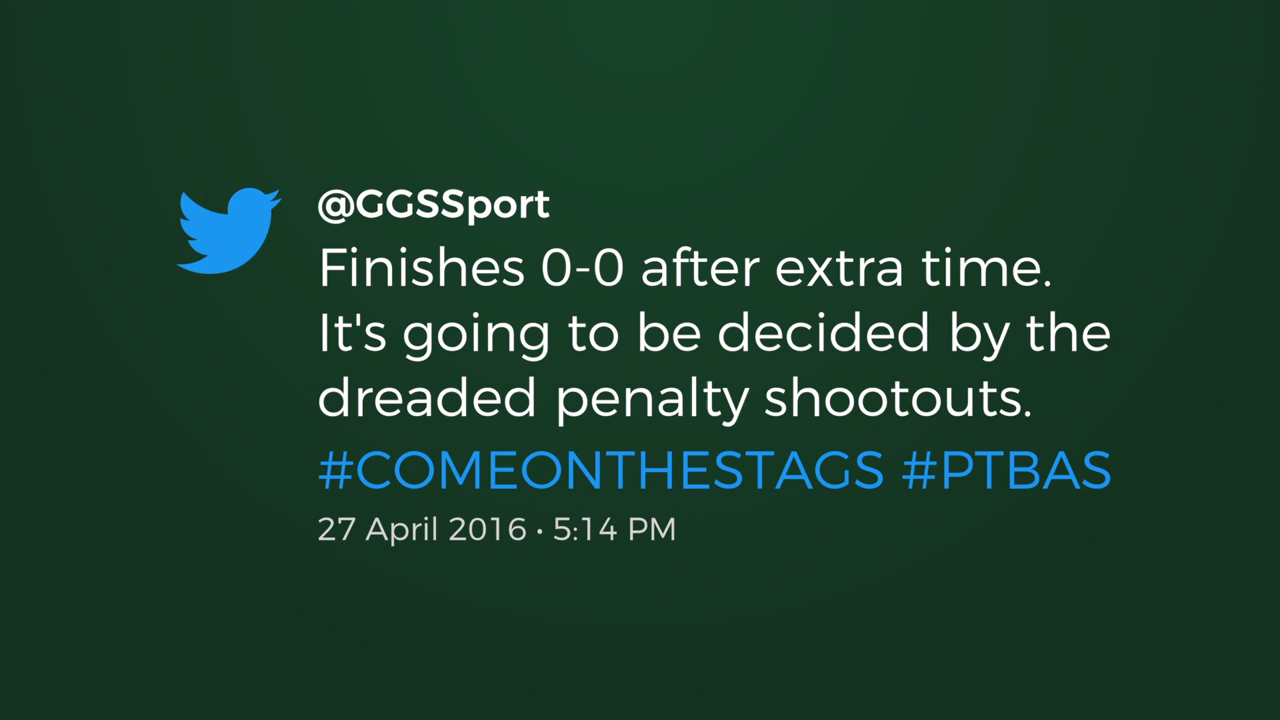 @GGSSport
Finishes 0-0 after extra time.
It's going to be decided by the
dreaded penalty shootouts.
#COMEONTHESTAGS #PTBAS
27 April 2016 • 5:14 PM